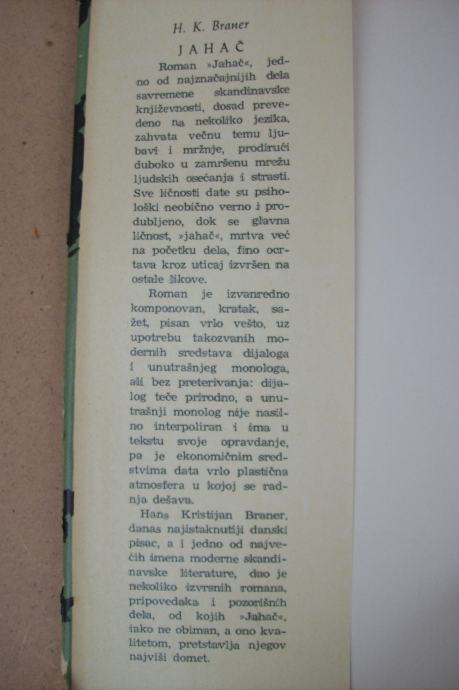 H. K. Braner
JAHAČ
Roman »Jahač«, jed-
no od najznačajnijih dela
savremene skandinavske
književnosti, dosad preve-
deno na nekoliko jezika,
zahvata večnu temu lju-
bavi i mržnje, prodirući
duboko u zamršenu mrežu
ljudskih osećanja i strasti.
Sve ličnosti date su psiho-
loški neobično verno i pro-
dubljeno, dok se glavna
ličnost, »jahač«, mrtva već
na početku dela, fino ocr-
tava kroz uticaj izvršen na
ostale likove.
Roman je izvanredno
komponovan, kratak, sa-
žet, pisan vrlo vešto, uz
upotrebu takozvanih mo-
dernih sredstava dijaloga
i unutrašnjeg monologa,
ali bez preterivanja: dija-
log teče prirodno, a unu-
trašnji monolog nije nasil-
no interpoliran i ima u
tekstu svoje opravdanje,
pa je ekonomičnim sred-
stvima data vrlo plastična
atmosfera u kojoj se rad-
nja dešava.
Hans Kristijan Braner,
danas najistaknutiji danski
pisac, a i jedno od najve-
ćih imena moderne skandi-
navske literature, dao je
nekoliko izvrsnih romana,
pripovedaka i pozorišnih
dela, od kojih »Jahač«,
iako ne obiman, a ono kva-
litetom, pretstavlja njegov
najviši domet.